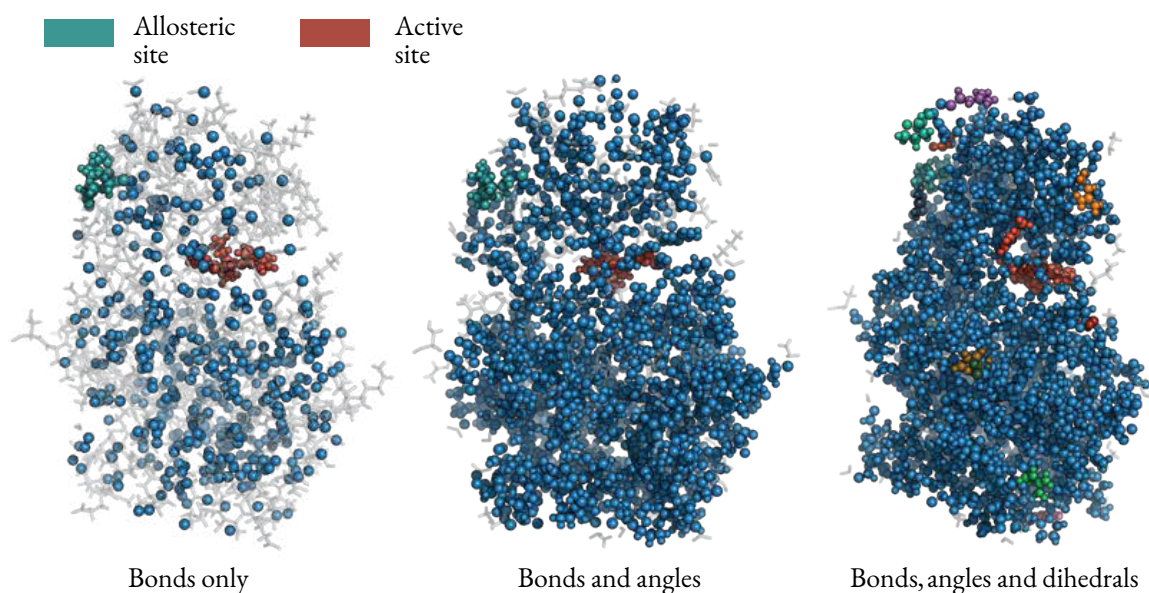 Allosteric
site
Active
site
Bonds only
Bonds and angles
Bonds, angles and dihedrals